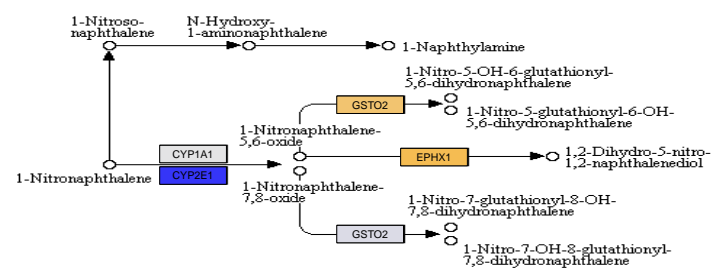 1-Nitroso-
naphthalene
N-Hydroxy-
1-aminonaphthalene
1-Naphthylamine
1-Nitro-5-OH-6-glutathionyl-
5,6-dihydronaphthalene
GSTO2
1-Nitro-5-glutathionyl-6-OH-
5,6-dihydronaphthalene
1-Nitronaphthalene-
5,6-oxide
CYP1A1
EPHX1
1,2-Dihydro-5-nitro-
1,2-naphthalenediol
1-Nitronaphthalene
CYP2E1
1-Nitronaphthalene-
7,8-oxide
1-Nitro-7-glutathionyl-8-OH-
7,8-dihydronaphthalene
GSTO2
1-Nitro-7-OH-8-glutathionyl-
7,8-dihydronaphthalene